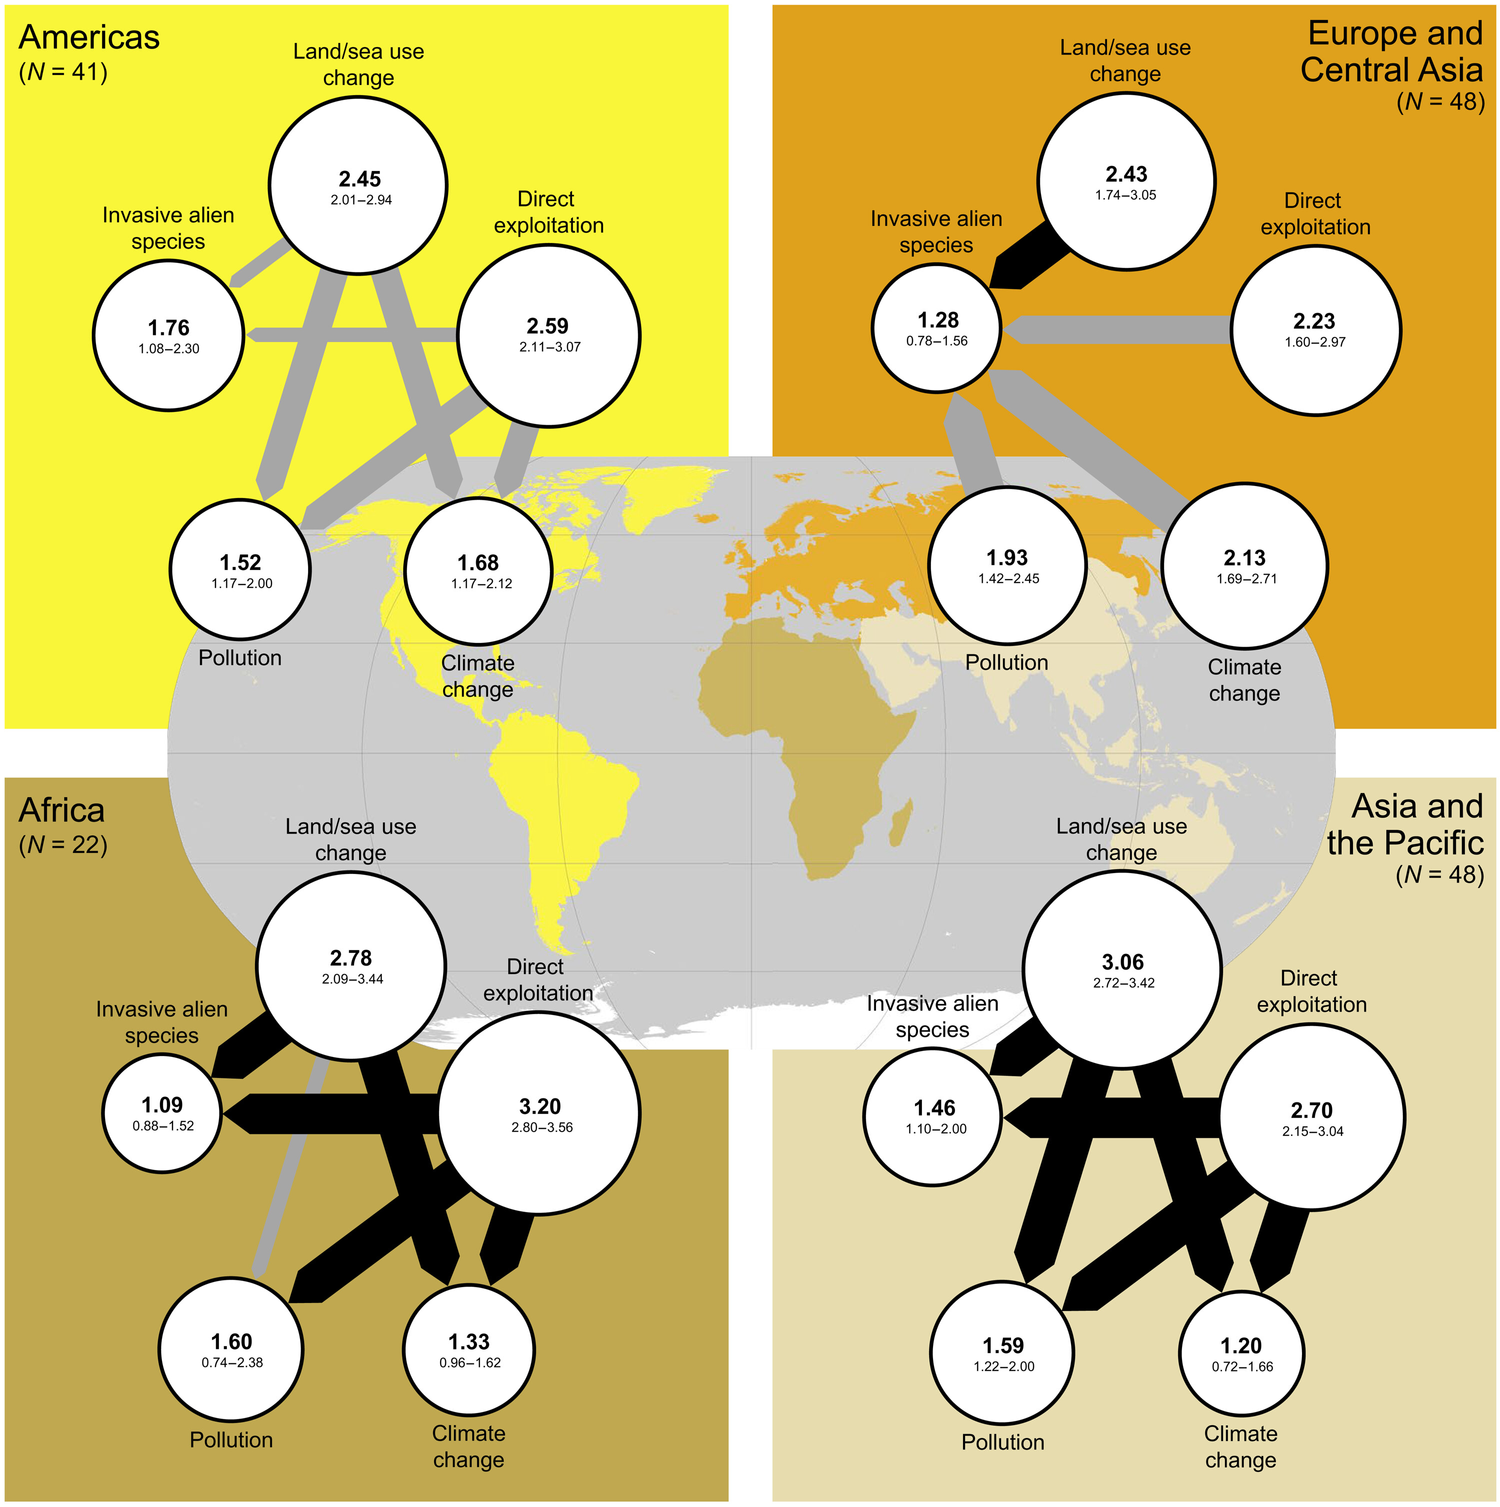 Americas
(N = 41)
Land/sea use
change
2.45
2.01–2.94
Direct
exploitation
2.59
2.11–3.07
Invasive alien
species
1.76
1.08–2.30
1.52
1.17–2.00
Pollution
1.68
1.17–2.12
Climate
change
Europe and
Central Asia
(N = 48)
Land/sea use
change
2.43
1.74–3.05
Direct
exploitation
2.23
1.60–2.97
Invasive alien
species
1.28
0.78–1.56
1.93
1.42–2.45
Pollution
2.13
1.69–2.71
Climate
change
Africa
(N = 22)
Land/sea use
change
2.78
2.09–3.44
Direct
exploitation
3.20
2.80–3.56
Invasive alien
species
1.09
0.88–1.52
1.60
0.74–2.38
Pollution
1.33
0.96–1.62
Climate
change
Asia and
the Pacific
(N = 48)
Land/sea use
change
3.06
2.72–3.42
Direct
exploitation
2.70
2.15–3.04
Invasive alien
species
1.46
1.10–2.00
1.59
1.22–2.00
Pollution
1.20
0.72–1.66
Climate
change